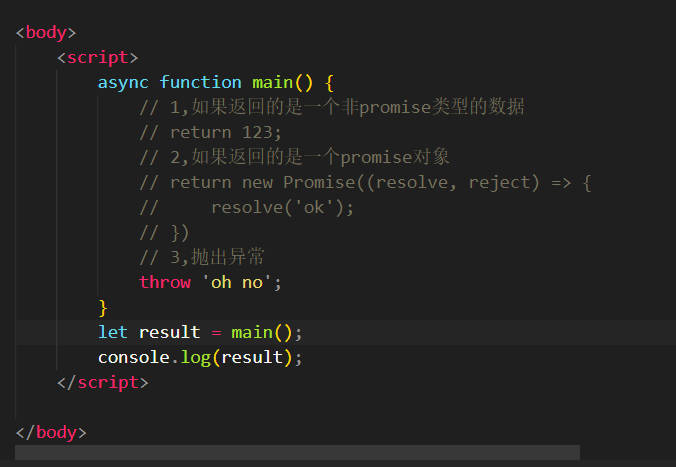 <body>
<script>
async function main() {
// 1,如果返回的是一个非promise类型的数据
// return 123;
// 2,如果返回的是一个promise对象
// return new Promise((resolve, reject) => {
//     resolve('ok');
// })
// 3,抛出异常
throw 'oh no';
}
let result = main();
console.log(result);
</script>
</body>